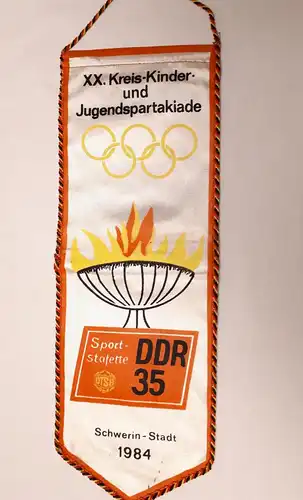 XX. Kreis-Kinder-
und
Jugendspartakiade
Sport-
stafette
DDR
35
DTSB
Schwerin-Stadt
1984